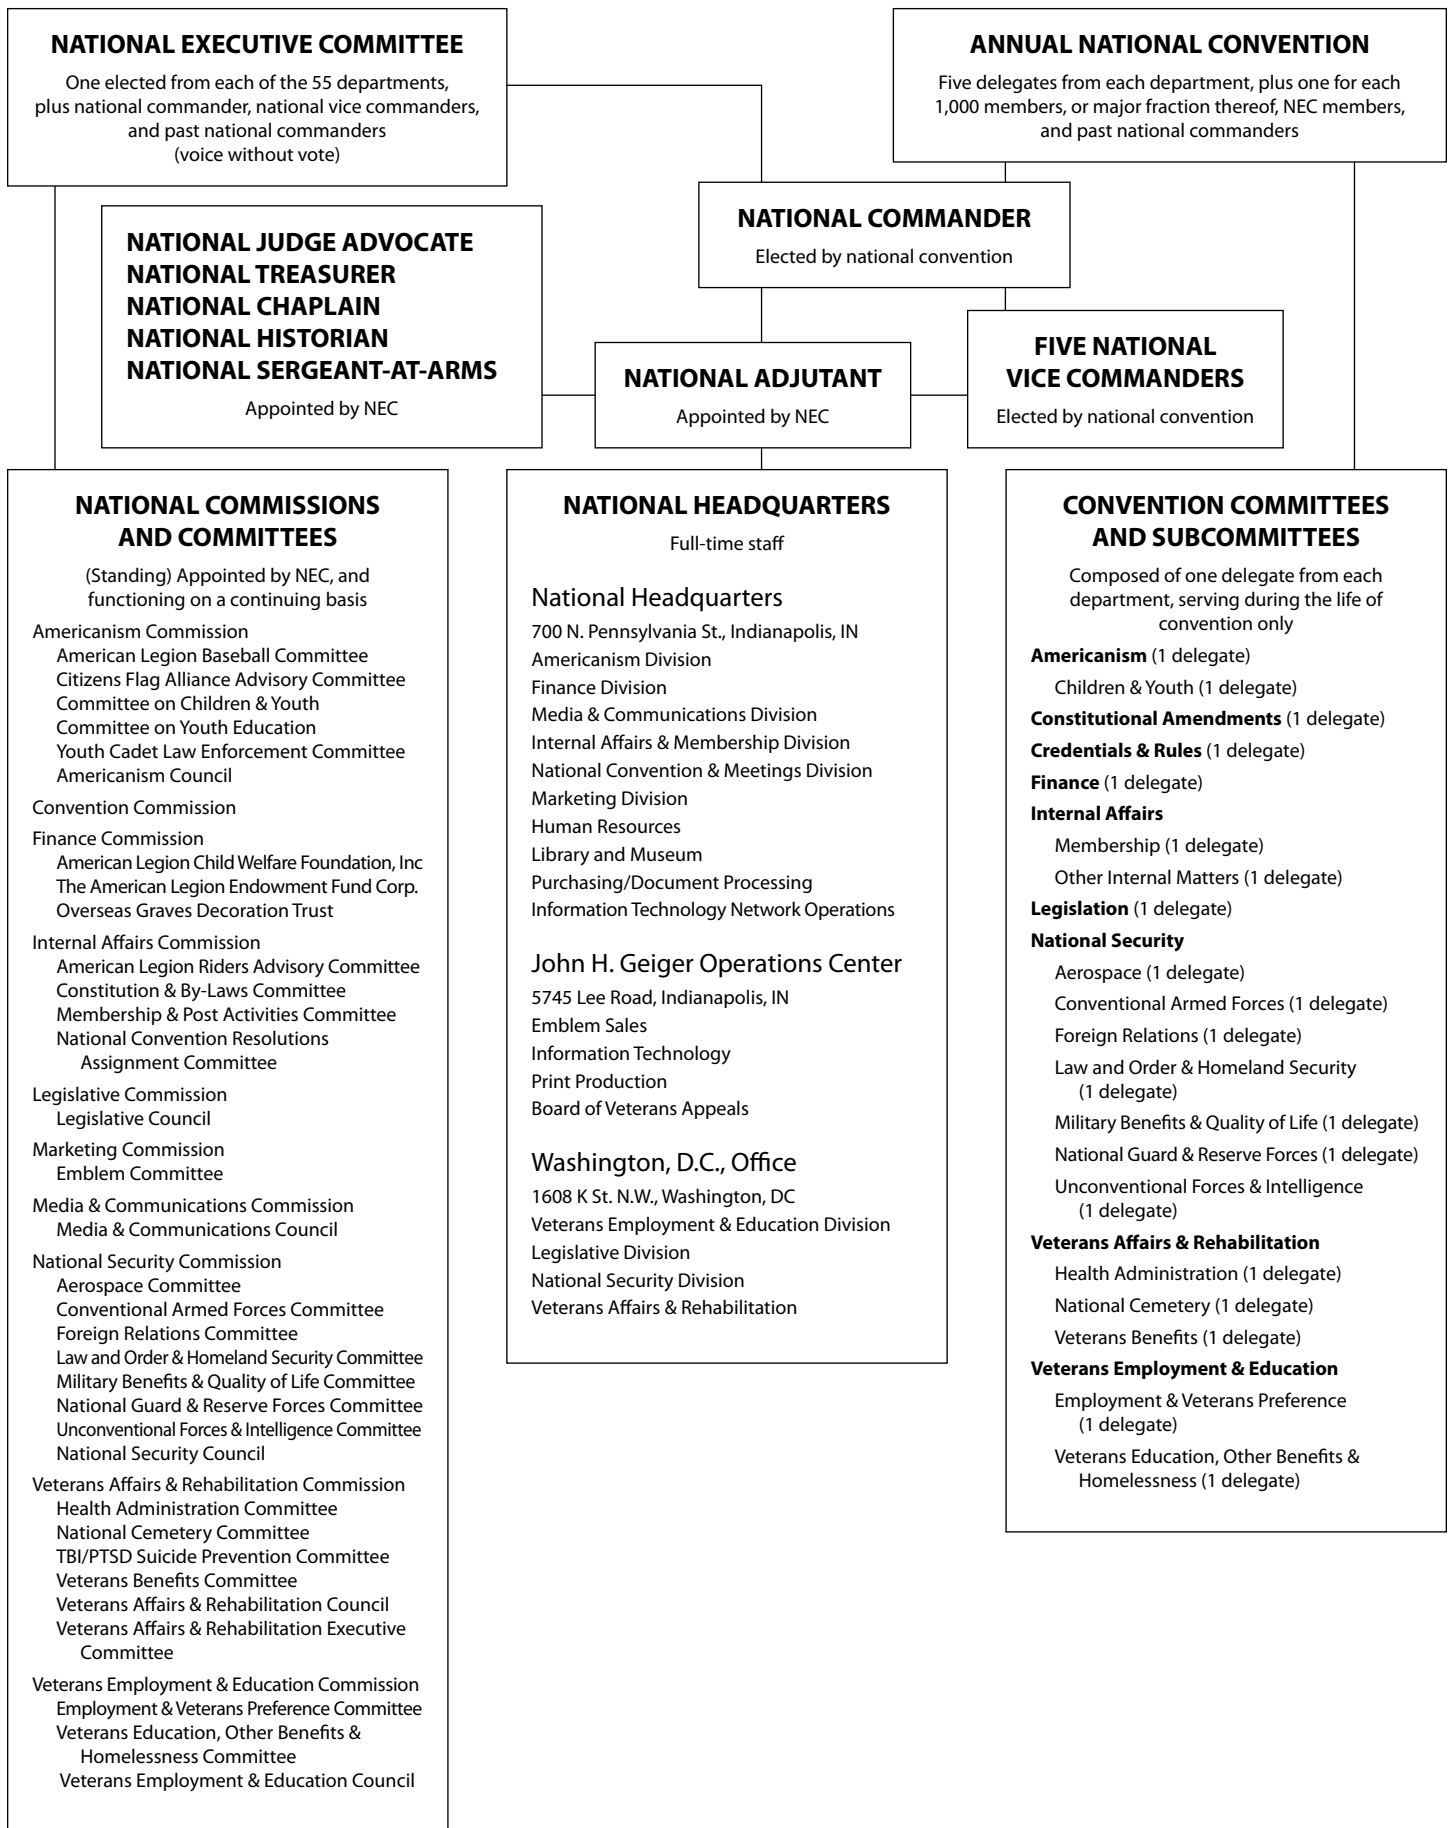 NATIONAL EXECUTIVE COMMITTEE
One elected from each of the 55 departments,
plus national commander, national vice commanders,
and past national commanders
(voice without vote)
ANNUAL NATIONAL CONVENTION
Five delegates from each department, plus one for each
1,000 members, or major fraction thereof, NEC members,
and past national commanders
NATIONAL COMMANDER
Elected by national convention
NATIONAL JUDGE ADVOCATE
NATIONAL TREASURER
NATIONAL CHAPLAIN
NATIONAL HISTORIAN
NATIONAL SERGEANT-AT-ARMS
Appointed by NEC
NATIONAL ADJUTANT
Appointed by NEC
FIVE NATIONAL
VICE COMMANDERS
Elected by national convention
NATIONAL COMMISSIONS
AND COMMITTEES
(Standing) Appointed by NEC, and
functioning on a continuing basis
Americanism Commission
American Legion Baseball Committee
Citizens Flag Alliance Advisory Committee
Committee on Children & Youth
Committee on Youth Education
Youth Cadet Law Enforcement Committee
Americanism Council
Convention Commission
Finance Commission
American Legion Child Welfare Foundation, Inc
The American Legion Endowment Fund Corp.
Overseas Graves Decoration Trust
Internal Affairs Commission
American Legion Riders Advisory Committee
Constitution & By-Laws Committee
Membership & Post Activities Committee
National Convention Resolutions
Assignment Committee
Legislative Commission
Legislative Council
Marketing Commission
Emblem Committee
Media & Communications Commission
Media & Communications Council
National Security Commission
Aerospace Committee
Conventional Armed Forces Committee
Foreign Relations Committee
Law and Order & Homeland Security Committee
Military Benefits & Quality of Life Committee
National Guard & Reserve Forces Committee
Unconventional Forces & Intelligence Committee
National Security Council
Veterans Affairs & Rehabilitation Commission
Health Administration Committee
National Cemetery Committee
TBI/PTSD Suicide Prevention Committee
Veterans Benefits Committee
Veterans Affairs & Rehabilitation Council
Veterans Affairs & Rehabilitation Executive
Committee
Veterans Employment & Education Commission
Employment & Veterans Preference Committee
Veterans Education, Other Benefits &
Homelessness Committee
Veterans Employment & Education Council
NATIONAL HEADQUARTERS
Full-time staff
National Headquarters
700 N. Pennsylvania St., Indianapolis, IN
Americanism Division
Finance Division
Media & Communications Division
Internal Affairs & Membership Division
National Convention & Meetings Division
Marketing Division
Human Resources
Library and Museum
Purchasing/Document Processing
Information Technology Network Operations
John H. Geiger Operations Center
5745 Lee Road, Indianapolis, IN
Emblem Sales
Information Technology
Print Production
Board of Veterans Appeals
Washington, D.C., Office
1608 K St. N.W., Washington, DC
Veterans Employment & Education Division
Legislative Division
National Security Division
Veterans Affairs & Rehabilitation
CONVENTION COMMITTEES
AND SUBCOMMITTEES
Composed of one delegate from each
department, serving during the life of
convention only
Americanism (1 delegate)
Children & Youth (1 delegate)
Constitutional Amendments (1 delegate)
Credentials & Rules (1 delegate)
Finance (1 delegate)
Internal Affairs
Membership (1 delegate)
Other Internal Matters (1 delegate)
Legislation (1 delegate)
National Security
Aerospace (1 delegate)
Conventional Armed Forces (1 delegate)
Foreign Relations (1 delegate)
Law and Order & Homeland Security
(1 delegate)
Military Benefits & Quality of Life (1 delegate)
National Guard & Reserve Forces (1 delegate)
Unconventional Forces & Intelligence
(1 delegate)
Veterans Affairs & Rehabilitation
Health Administration (1 delegate)
National Cemetery (1 delegate)
Veterans Benefits (1 delegate)
Veterans Employment & Education
Employment & Veterans Preference
(1 delegate)
Veterans Education, Other Benefits &
Homelessness (1 delegate)